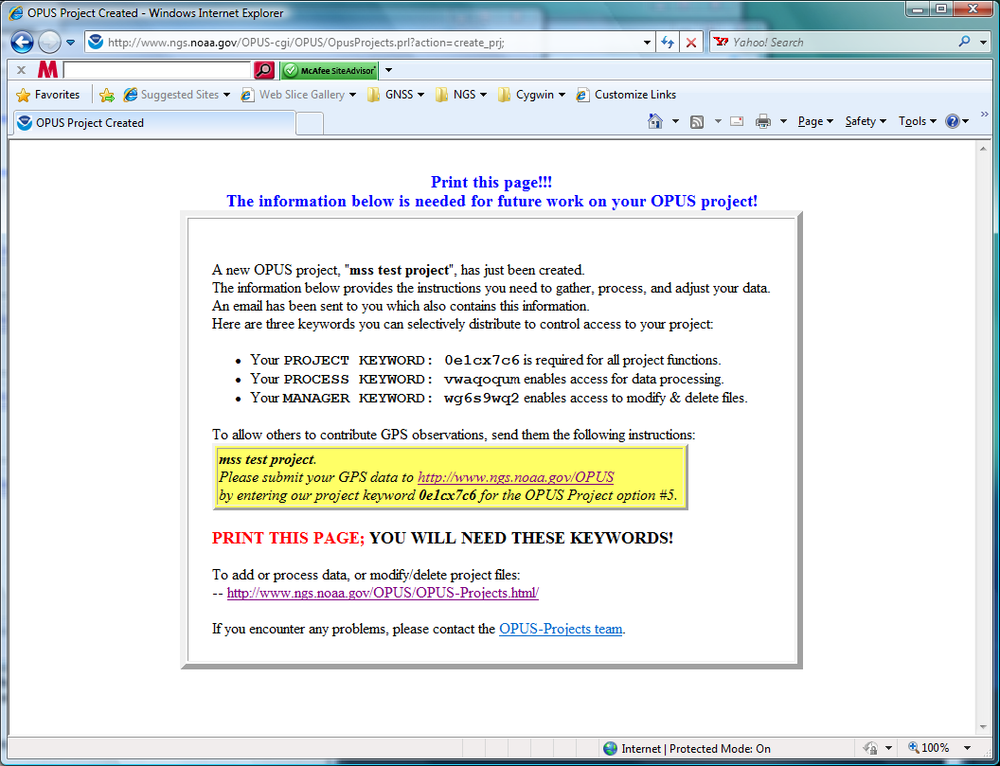 OPUS Project Created - Windows Internet Explorer
http://www.ngs.noaa.gov/OPUS-cgi/OPUS/OpusProjects.prl?action=create_prj;
Yahoo! Search
McAfee SiteAdvisor
Favorites Suggested Sites Web Slice Gallery GNSS NGS Cygwin Customize Links
OPUS Project Created Page Safety Tools
Print this page!!!
The information below is needed for future work on your OPUS project!
A new OPUS project, "mss test project", has just been created.
The information below provides the instructions you need to gather, process, and adjust your data.
An email has been sent to you which also contains this information.
Here are three keywords you can selectively distribute to control access to your project:
• Your PROJECT KEYWORD: 0e1cx7c6 is required for all project functions.
• Your PROCESS KEYWORD: vwaqoqum enables access for data processing.
• Your MANAGER KEYWORD: wg6s9wq2 enables access to modify & delete files.
To allow others to contribute GPS observations, send them the following instructions:
mss test project.
Please submit your GPS data to http://www.ngs.noaa.gov/OPUS
by entering our project keyword 0e1cx7c6 for the OPUS Project option #5.
PRINT THIS PAGE; YOU WILL NEED THESE KEYWORDS!
To add or process data, or modify/delete project files:
-- http://www.ngs.noaa.gov/OPUS/OPUS-Projects.html/
If you encounter any problems, please contact the OPUS-Projects team.
Internet | Protected Mode: On 100%